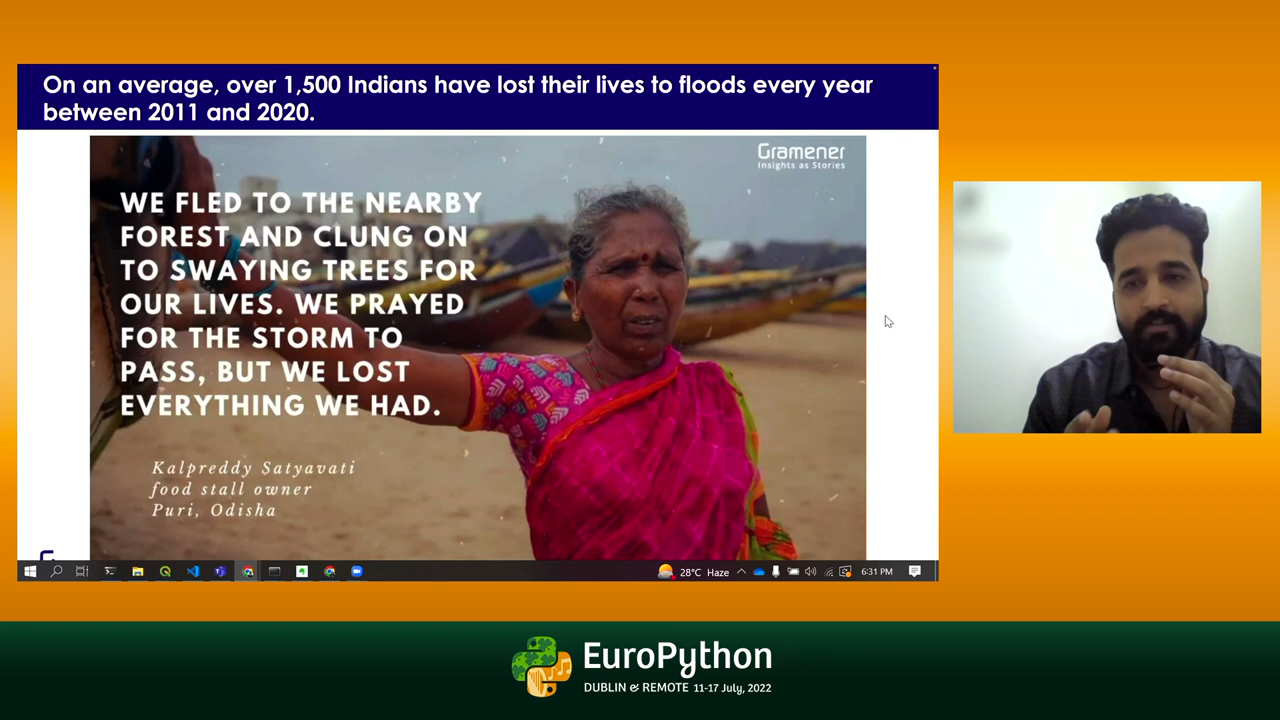 On an average, over 1,500 Indians have lost their lives to floods every year
between 2011 and 2020.
Gramener
Insights as Stories
WE FLED TO THE NEARBY
FOREST AND CLUNG ON
TO SWAYING TREES FOR
OUR LIVES. WE PRAYED
FOR THE STORM TO
PASS, BUT WE LOST
EVERYTHING WE HAD.
Kalpreddy Satyavati
food stall owner
Puri, Odisha
28°C Haze
6:31 PM
EuroPython
DUBLIN & REMOTE 11-17 July, 2022